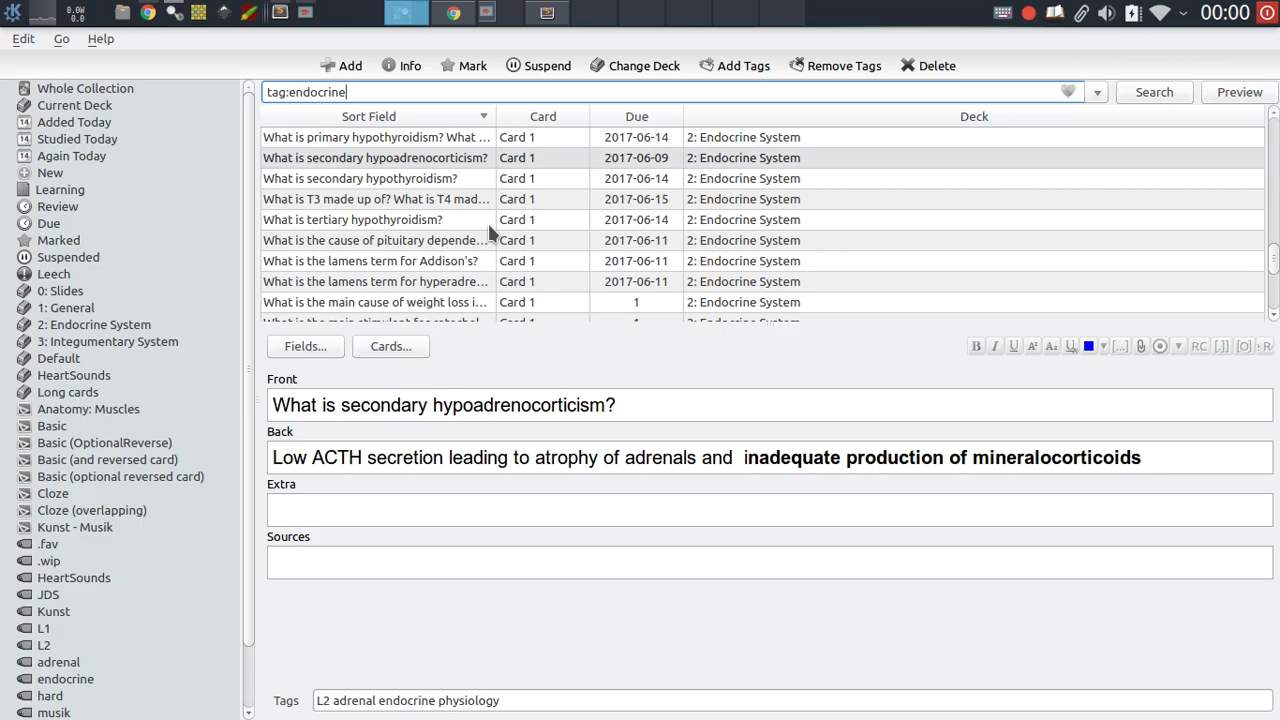 0.0W
0.0
00:00
Edit Go Help
Add Info Mark Suspend Change Deck Add Tags Remove Tags Delete
tag:endocrine Search Preview
Sort Field Card Due Deck
What is primary hypothyroidism? What ... Card 1 2017-06-14 2: Endocrine System
What is secondary hypoadrenocorticism? Card 1 2017-06-09 2: Endocrine System
What is secondary hypothyroidism? Card 1 2017-06-14 2: Endocrine System
What is T3 made up of? What is T4 mad... Card 1 2017-06-15 2: Endocrine System
What is tertiary hypothyroidism? Card 1 2017-06-14 2: Endocrine System
What is the cause of pituitary depende... Card 1 2017-06-11 2: Endocrine System
What is the lamens term for Addison's? Card 1 2017-06-11 2: Endocrine System
What is the lamens term for hyperadre... Card 1 2017-06-11 2: Endocrine System
What is the main cause of weight loss i... Card 1 1 2: Endocrine System
Whole Collection
Current Deck
14 Added Today
14 Studied Today
14 Again Today
New
Learning
Review
Due
Marked
Suspended
Leech
0: Slides
1: General
2: Endocrine System
3: Integumentary System
Default
HeartSounds
Long cards
Anatomy: Muscles
Basic
Basic (OptionalReverse)
Basic (and reversed card)
Basic (optional reversed card)
Cloze
Cloze (overlapping)
Kunst - Musik
.fav
.wip
HeartSounds
JDS
Kunst
L1
L2
adrenal
endocrine
hard
musik
Fields... Cards... B I U A² A₂ U [...] RC [.]] [O] : R
Front
What is secondary hypoadrenocorticism?
Back
Low ACTH secretion leading to atrophy of adrenals and inadequate production of mineralocorticoids
Extra
Sources
Tags L2 adrenal endocrine physiology